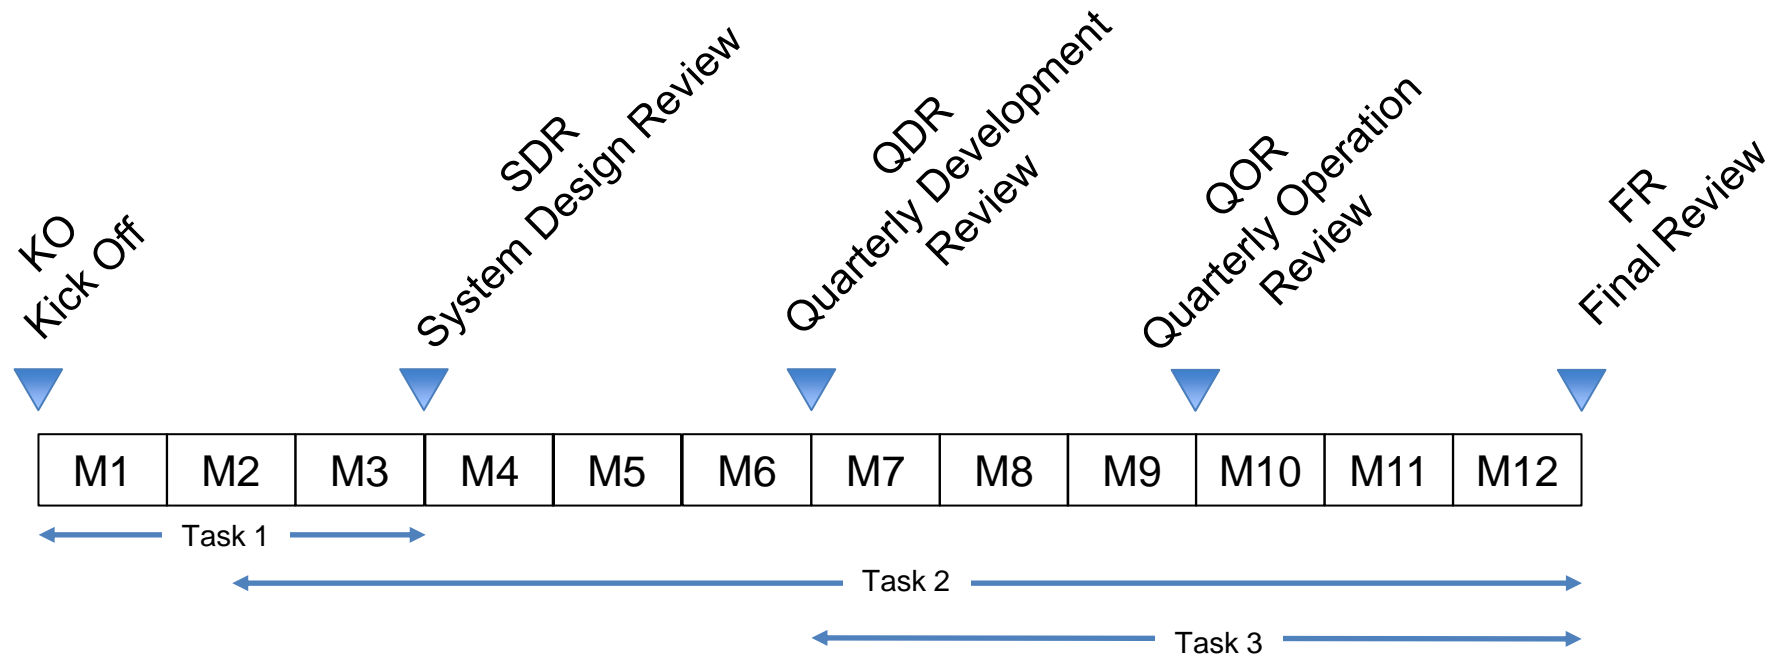 KO
Kick Off
SDR
System Design Review
QDR
Quarterly Development
Review
QOR
Quarterly Operation
Review
FR
Final Review
M1
M2
M3
M4
M5
M6
M7
M8
M9
M10
M11
M12
Task 1
Task 2
Task 3